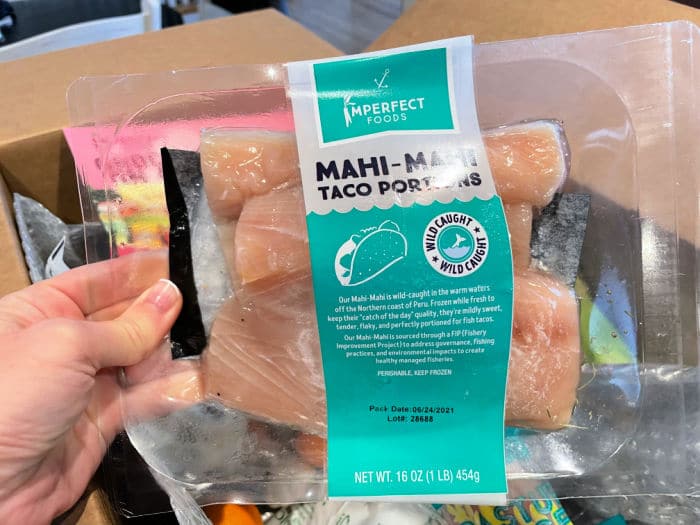 IMPERFECT
FOODS
MAHI-MAHI
TACO PORTIONS
WILD CAUGHT
WILD CAUGHT
Our Mahi-Mahi is wild-caught in the warm waters
off the Northern coast of Peru. Frozen while fresh to
keep their "catch of the day" quality, they're mildly sweet,
tender, flaky, and perfectly portioned for fish tacos.
Our Mahi-Mahi is sourced through a FIP (Fishery
Improvement Project) to address governance, fishing
practices, and environmental impacts to create
healthy managed fisheries.
PERISHABLE, KEEP FROZEN
Pack Date:06/24/2021
Lot#: 28688
NET WT. 16 OZ (1 LB) 454g